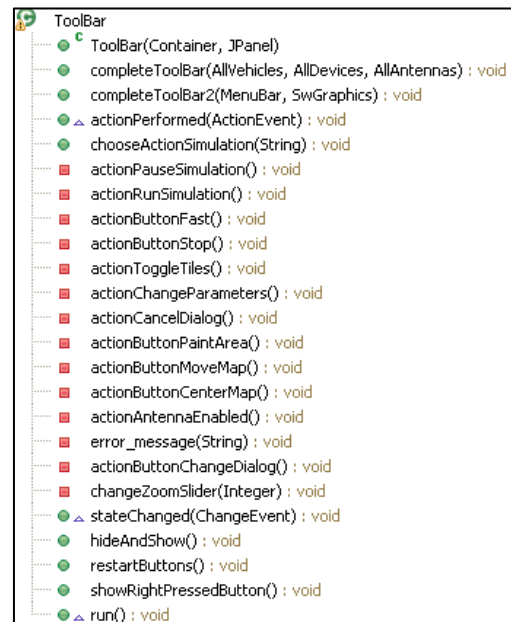 ToolBar
C ToolBar(Container, JPanel)
completeToolBar(AllVehicles, AllDevices, AllAntennas) : void
completeToolBar2(MenuBar, SwGraphics) : void
actionPerformed(ActionEvent) : void
chooseActionSimulation(String) : void
actionPauseSimulation() : void
actionRunSimulation() : void
actionButtonFast() : void
actionButtonStop() : void
actionToggleTiles() : void
actionChangeParameters() : void
actionCancelDialog() : void
actionButtonPaintArea() : void
actionButtonMoveMap() : void
actionButtonCenterMap() : void
actionAntennaEnabled() : void
error_message(String) : void
actionButtonChangeDialog() : void
changeZoomSlider(Integer) : void
stateChanged(ChangeEvent) : void
hideAndShow() : void
restartButtons() : void
showRightPressedButton() : void
run() : void